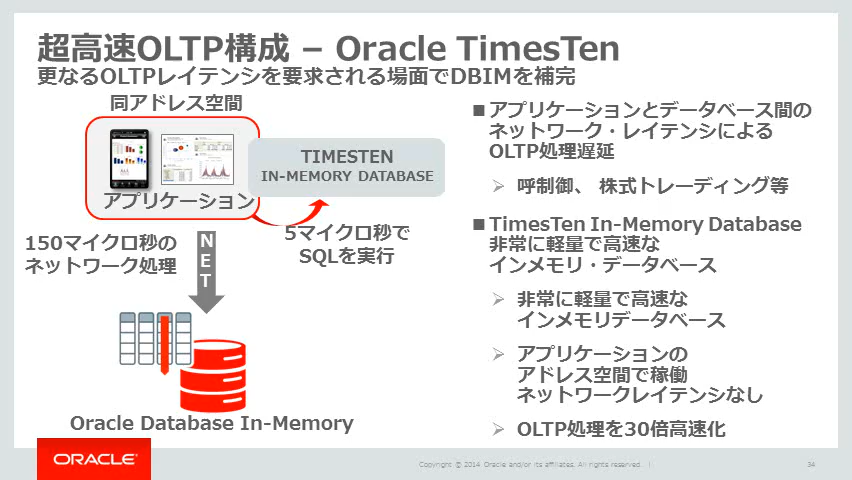 超高速OLTP構成 – Oracle TimesTen
更なるOLTPレイテンシを要求される場面でDBIMを補完
同アドレス空間
アプリケーション
TIMESTEN
IN-MEMORY DATABASE
150マイクロ秒の
ネットワーク処理
NET
5マイクロ秒で
SQLを実行
Oracle Database In-Memory
■アプリケーションとデータベース間の
ネットワーク・レイテンシによる
OLTP処理遅延
➢ 呼制御、 株式トレーディング等
■TimesTen In-Memory Database
非常に軽量で高速な
インメモリ・データベース
➢ 非常に軽量で高速な
インメモリデータベース
➢ アプリケーションの
アドレス空間で稼働
ネットワークレイテンシなし
➢ OLTP処理を30倍高速化
ORACLE
Copyright © 2014 Oracle and/or its affiliates. All rights reserved. |
34